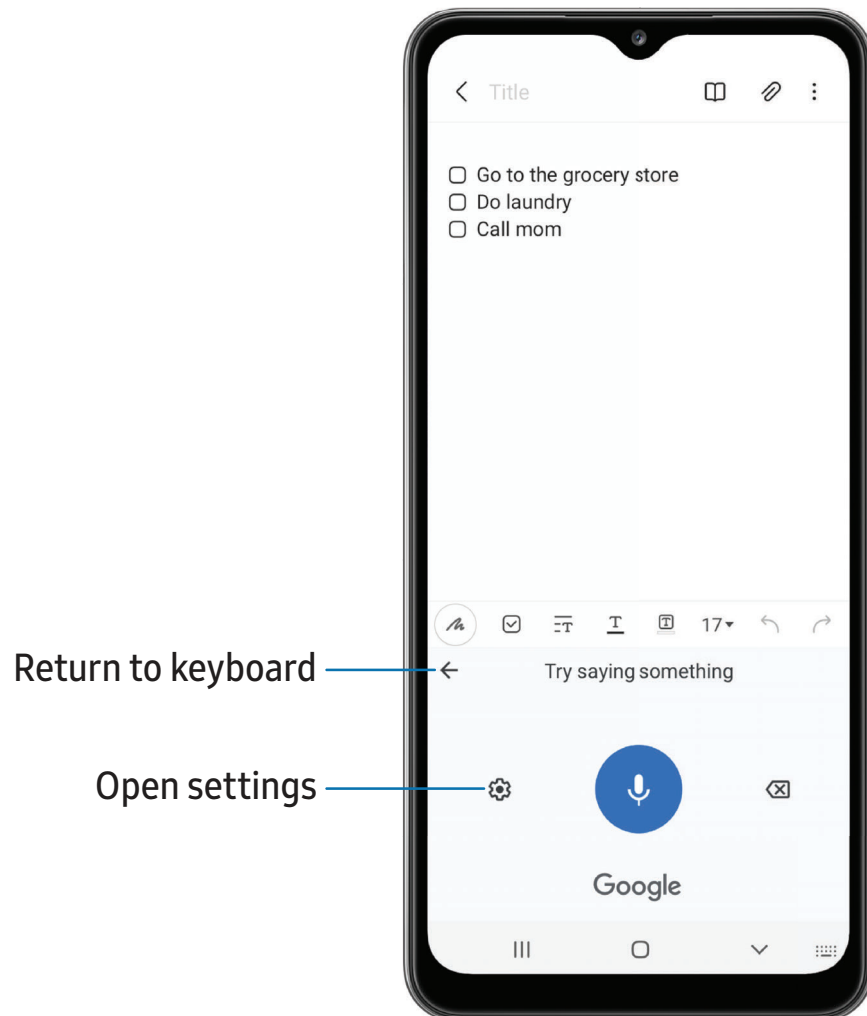 Title
Go to the grocery store
Do laundry
Call mom
17
Return to keyboard
Try saying something
Open settings
Google